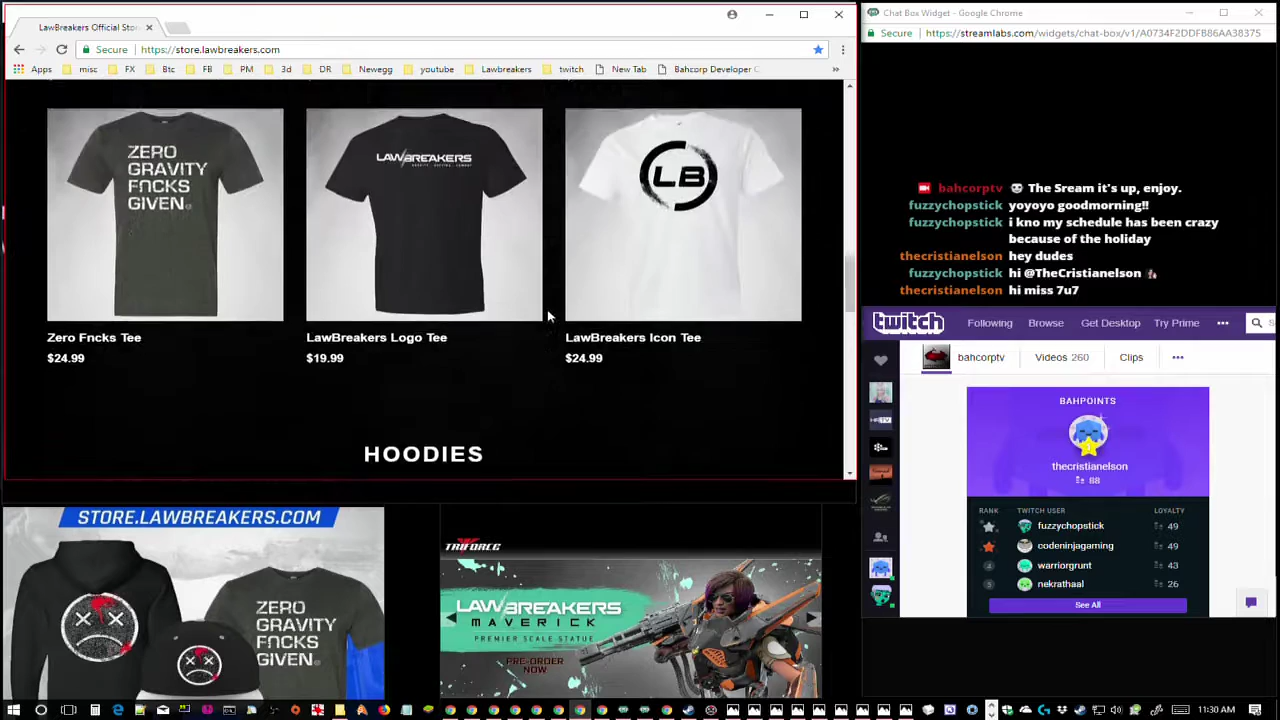 LawBreakers Official Stor
Secure https://store.lawbreakers.com
Apps misc FX Btc FB PM 3d DR Newegg youtube Lawbreakers twitch New Tab Bahcorp Developer C »
ZERO
GRAVITY
FNCKS
GIVEN
LAWBREAKERS
LB
Zero Fncks Tee
$24.99
LawBreakers Logo Tee
$19.99
LawBreakers Icon Tee
$24.99
HOODIES
STORE.LAWBREAKERS.COM
ZERO
GRAVITY
FNCKS
GIVEN
TRIFORCE
LAWBREAKERS
MAVERICK
PREMIER SCALE STATUE
PRE-ORDER
NOW
Chat Box Widget - Google Chrome
Secure https://streamlabs.com/widgets/chat-box/v1/A0734F2DDFB86AA38375
bahcorptv The Sream it's up, enjoy.
fuzzychopstick yoyoyo goodmorning!!
fuzzychopstick i kno my schedule has been crazy
because of the holiday
thecristianelson hey dudes
fuzzychopstick hi @TheCristianelson
thecristianelson hi miss 7u7
twitch Following Browse Get Desktop Try Prime ••• S
bahcorptv Videos 260 Clips •••
BAHPOINTS
1
thecristianelson
88
RANK TWITCH USER LOYALTY
fuzzychopstick 49
codeninjagaming 49
4 warriorgrunt 43
5 nekrathaal 26
See All
11:30 AM